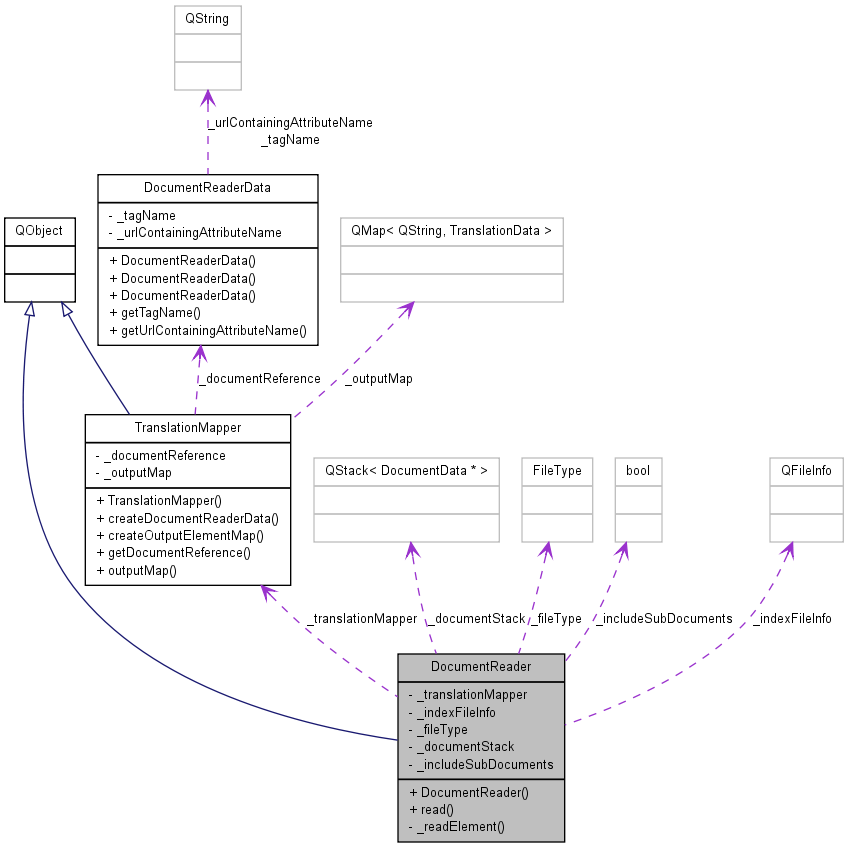 QString
_urlContainingAttributeName
_tagName
DocumentReaderData
- _tagName
- _urlContainingAttributeName
+ DocumentReaderData()
+ DocumentReaderData()
+ DocumentReaderData()
+ getTagName()
+ getUrlContainingAttributeName()
QObject
QMap< QString, TranslationData >
_documentReference
_outputMap
TranslationMapper
- _documentReference
- _outputMap
+ TranslationMapper()
+ createDocumentReaderData()
+ createOutputElementMap()
+ getDocumentReference()
+ outputMap()
QStack< DocumentData * >
FileType
bool
QFileInfo
_translationMapper
_documentStack
_fileType
_includeSubDocuments
_indexFileInfo
DocumentReader
- _translationMapper
- _indexFileInfo
- _fileType
- _documentStack
- _includeSubDocuments
+ DocumentReader()
+ read()
- _readElement()